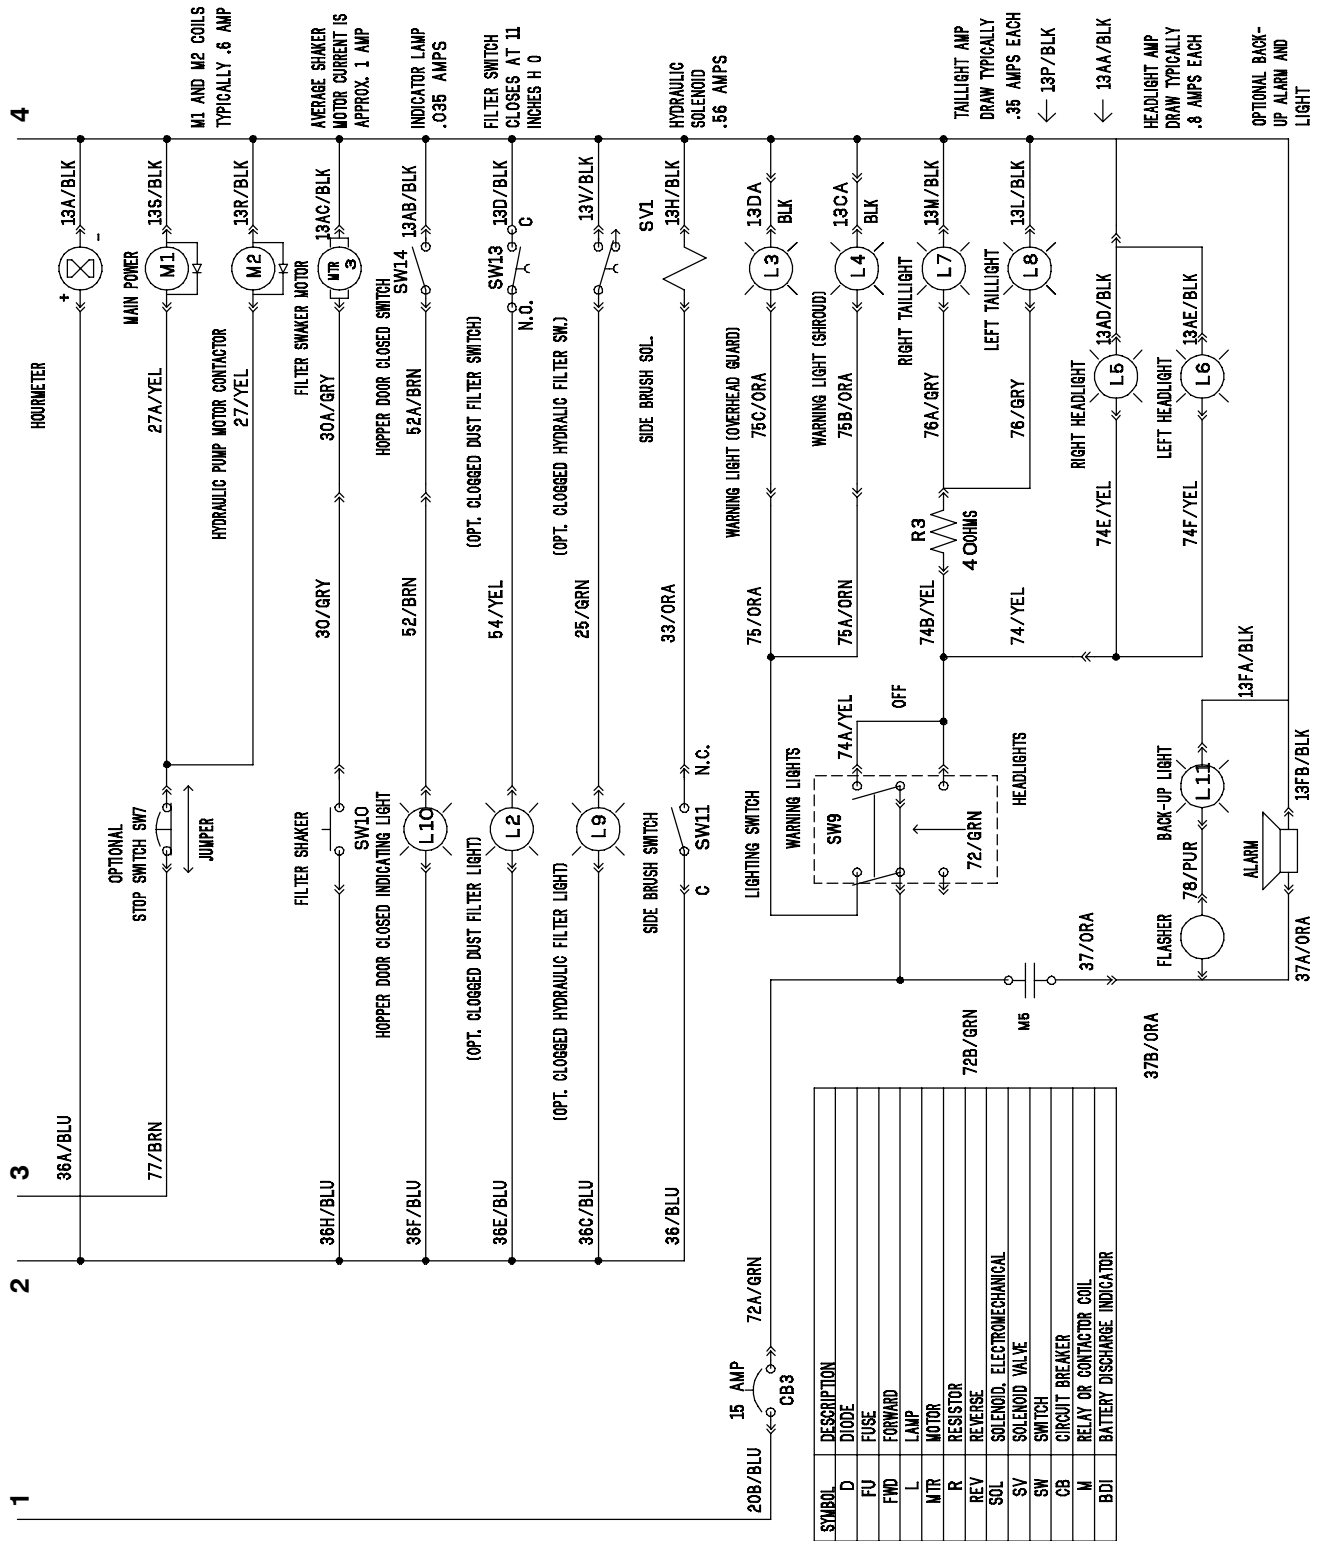 1
2
3
4
36A/BLU
HOURMETER
+
-
13A/BLK
77/BRN
OPTIONAL
STOP SWITCH SW7
JUMPER
27A/YEL
MAIN POWER
M1
13S/BLK
M1 AND M2 COILS
TYPICALLY .6 AMP
HYDRAULIC PUMP MOTOR CONTACTOR
27/YEL
M2
13R/BLK
36H/BLU
FILTER SHAKER
SW10
30/GRY
30A/GRY
FILTER SWAKER MOTOR
MTR
3
13AC/BLK
AVERAGE SHAKER
MOTOR CURRENT IS
APPROX. 1 AMP
36F/BLU
HOPPER DOOR CLOSED INDICATING LIGHT
L10
52/BRN
52A/BRN
HOPPER DOOR CLOSED SWITCH
SW14
13AB/BLK
INDICATOR LAMP
.035 AMPS
36E/BLU
(OPT. CLOGGED DUST FILTER LIGHT)
L2
54/YEL
(OPT. CLOGGED DUST FILTER SWITCH)
SW13
N.O.
C
13D/BLK
FILTER SWITCH
CLOSES AT 11
INCHES H O
36C/BLU
(OPT. CLOGGED HYDRAULIC FILTER LIGHT)
L9
25/GRN
(OPT. CLOGGED HYDRALIC FILTER SW.)
13V/BLK
36/BLU
SIDE BRUSH SWITCH
C
SW11
N.C.
33/ORA
SIDE BRUSH SOL.
SV1
13H/BLK
HYDRAULIC
SOLENOID
.56 AMPS
20B/BLU
15 AMP
CB3
72A/GRN
LIGHTING SWITCH
75/ORA
WARNING LIGHT (OVERHEAD GUARD)
75C/ORA
L3
13DA
BLK
WARNING LIGHTS
SW9
74A/YEL
75A/ORN
WARNING LIGHT (SHROUD)
75B/ORA
L4
13CA
BLK
OFF
72/GRN
HEADLIGHTS
74B/YEL
R3
4 0OHMS
76A/GRY
RIGHT TAILLIGHT
L7
13M/BLK
TAILLIGHT AMP
DRAW TYPICALLY
.35 AMPS EACH
74/YEL
76/GRY
LEFT TAILLIGHT
L8
13L/BLK
13P/BLK
72B/GRN
M5
37/ORA
74E/YEL
RIGHT HEADLIGHT
L5
13AD/BLK
13AA/BLK
HEADLIGHT AMP
DRAW TYPICALLY
.8 AMPS EACH
74F/YEL
LEFT HEADLIGHT
L6
13AE/BLK
37B/ORA
FLASHER
78/PUR
BACK-UP LIGHT
L11
13FA/BLK
ALARM
37A/ORA
13FB/BLK
OPTIONAL BACK-
UP ALARM AND
LIGHT
SYMBOL DESCRIPTION
D DIODE
FU FUSE
FWD FORWARD
L LAMP
MTR MOTOR
R RESISTOR
REV REVERSE
SOL SOLENOID, ELECTROMECHANICAL
SV SOLENOID VALVE
SW SWITCH
CB CIRCUIT BREAKER
M RELAY OR CONTACTOR COIL
BDI BATTERY DISCHARGE INDICATOR